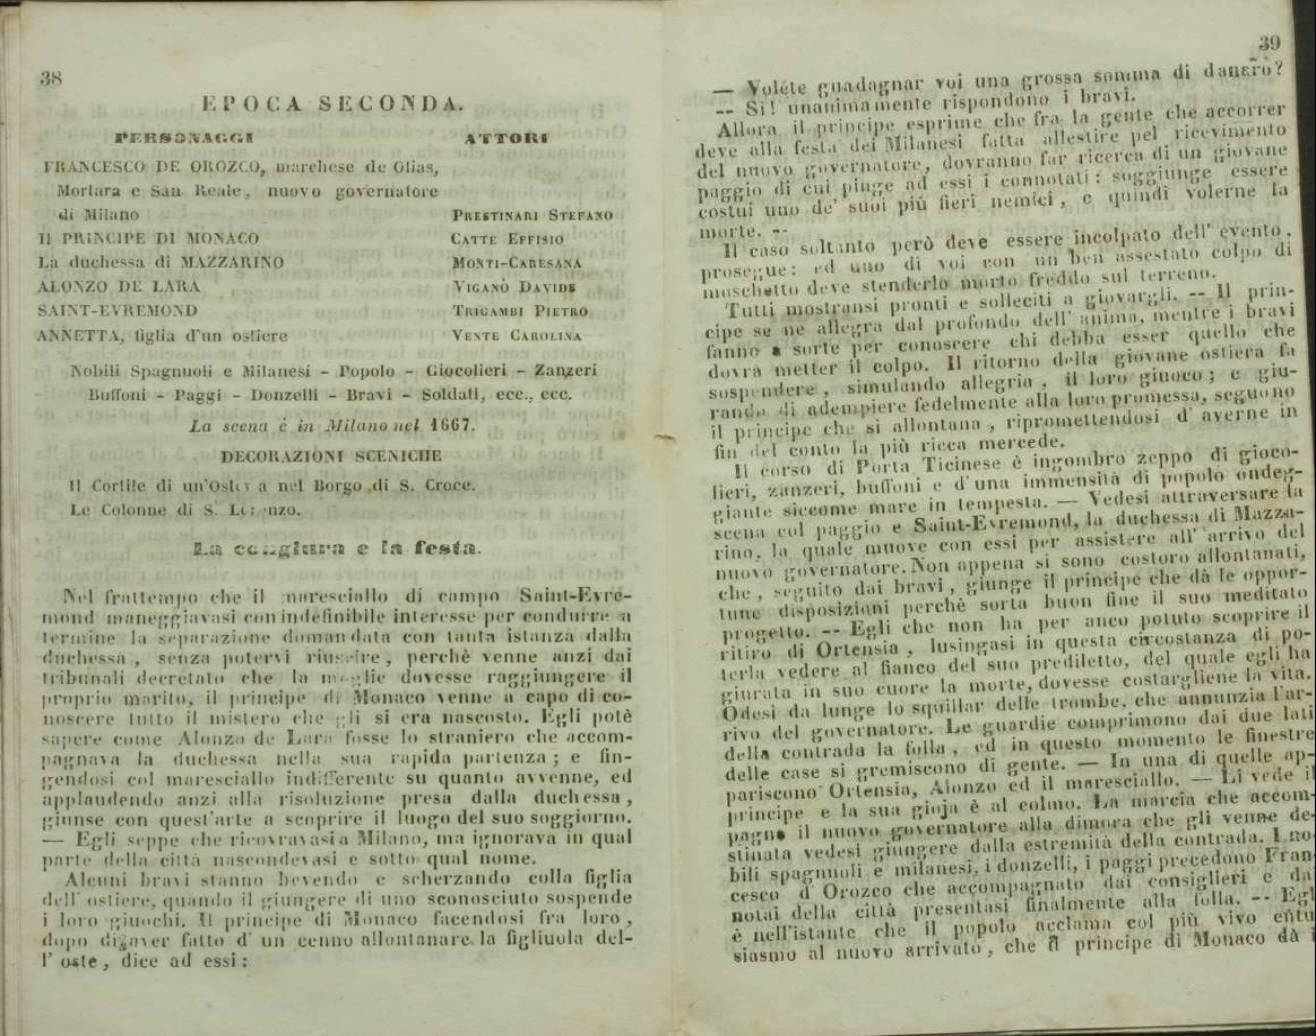 38
EPOCA SECONDA.
PERSONAGGI ATTORI
FRANCESCO DE OROZCO, marchese de Olias,
Mortara e San Reale, nuovo governatore
di Milano PRESTINARI STEFANO
Il PRINCIPE DI MONACO CATTE EFFISIO
La duchessa di MAZZARINO MONTI-CARESANA
ALONZO DE LARA VIGANÒ DAVIDE
SAINT-EVREMOND TRIGAMBI PIETRO
ANNETTA, figlia d'un ostiere VENTE CAROLINA
Nobili Spagnuoli e Milanesi – Popolo – Giocolieri – Zanzeri
Buffoni – Paggi – Donzelli – Bravi – Soldati, ecc., ecc.
La scena è in Milano nel 1667.
DECORAZIONI SCENICHE
Il Cortile di un'Osteria nel Borgo di S. Croce.
Le Colonne di S. Lorenzo.
La congiura e la festa.
Nel frattempo che il maresciallo di campo Saint-Evre-
mond maneggiavasi con indefinibile interesse per condurre a
termine la separazione domandata con tanta istanza dalla
duchessa, senza potervi riuscire, perchè venne anzi dai
tribunali decretato che la moglie dovesse raggiungere il
proprio marito, il principe di Monaco venne a capo di co-
noscere tutto il mistero che gli si era nascosto. Egli potè
sapere come Alonzo de Lara fosse lo straniero che accom-
pagnava la duchessa nella sua rapida partenza; e fin-
gendosi col maresciallo indifferente su quanto avvenne, ed
applaudendo anzi alla risoluzione presa dalla duchessa,
giunse con quest'arte a scoprire il luogo del suo soggiorno.
— Egli seppe che ricovravasi a Milano, ma ignorava in qual
parte della città nascondevasi e sotto qual nome.
Alcuni bravi stanno bevendo e scherzando colla figlia
dell'ostiere, quando il giungere di uno sconosciuto sospende
i loro giuochi. Il principe di Monaco facendosi fra loro,
dopo di aver fatto d'un cenno allontanare la figliuola del-
l'oste, dice ad essi:
39
— Voléte guadagnar voi una grossa somma di danero?
-- Si! unanimamente rispondono i bravi.
Allora il principe esprime che fra la gente che accorrer
deve alla festa dei Milanesi fatta allestire pel ricevimento
del nuovo governatore, dovranno far ricerca di un giovane
paggio di cui pinge ad essi i connotati: soggiunge essere
costui uno de' suoi più fieri nemici, e quindi volerne la
morte. --
Il caso soltanto però deve essere incolpato dell'evento,
prosegue: ed uno di voi con un ben assestato colpo di
moschetto deve stenderlo morto freddo sul terreno.
Tutti mostransi pronti e solleciti a giovargli. -- Il prin-
cipe se ne allegra dal profondo dell'anima, mentre i bravi
fanno a sorte per conoscere chi debba esser quello che
dovrà metter il colpo. Il ritorno della giovane ostiera fa
sospendere, simulando allegria, il loro giuoco; e giu-
rando di adempiere fedelmente alla loro promessa, seguono
il principe che si allontana, ripromettendosi d'averne in
fin del conto la più ricca mercede.
Il corso di Porta Ticinese è ingombro zeppo di gioco-
lieri, zanzeri, buffoni e d'una immensità di popolo ondeg-
giante siccome mare in tempesta. — Vedesi attraversare la
scena col paggio e Saint-Evremond, la duchessa di Mazza-
rino, la quale muove con essi per assistere all'arrivo del
nuovo governatore. Non appena si sono costoro allontanati,
che, seguito dai bravi, giunge il principe che dà le oppor-
tune disposizioni perchè sorta buon fine il suo meditato
progetto. -- Egli che non ha per anco potuto scoprire il
ritiro di Ortensia, lusingasi in questa circostanza di po-
terla vedere al fianco del suo prediletto, del quale egli ha
giurata in suo cuore la morte, dovesse costargliene la vita.
Odesi da lunge lo squillar delle trombe, che annunzia l'ar-
rivo del governatore. Le guardie comprimono dai due lati
della contrada la folla, ed in questo momento le finestre
delle case si gremiscono di gente. — In una di quelle ap-
pariscono Ortensia, Alonzo ed il maresciallo. — Li vede il
principe e la sua gioja è al colmo. La marcia che accom-
pagna il nuovo governatore alla dimora che gli venne de-
stinata vedesi giungere dalla estremità della contrada. I no-
bili spagnuoli e milanesi, i donzelli, i paggi precedono Fran-
cesco d'Orozco che accompagnato dai consiglieri e da
notai della città presentasi finalmente alla folla. -- Egl
è nell'istante che il popolo acclama col più vivo entu
siasmo al nuovo arrivato, che il principe di Monaco dà i